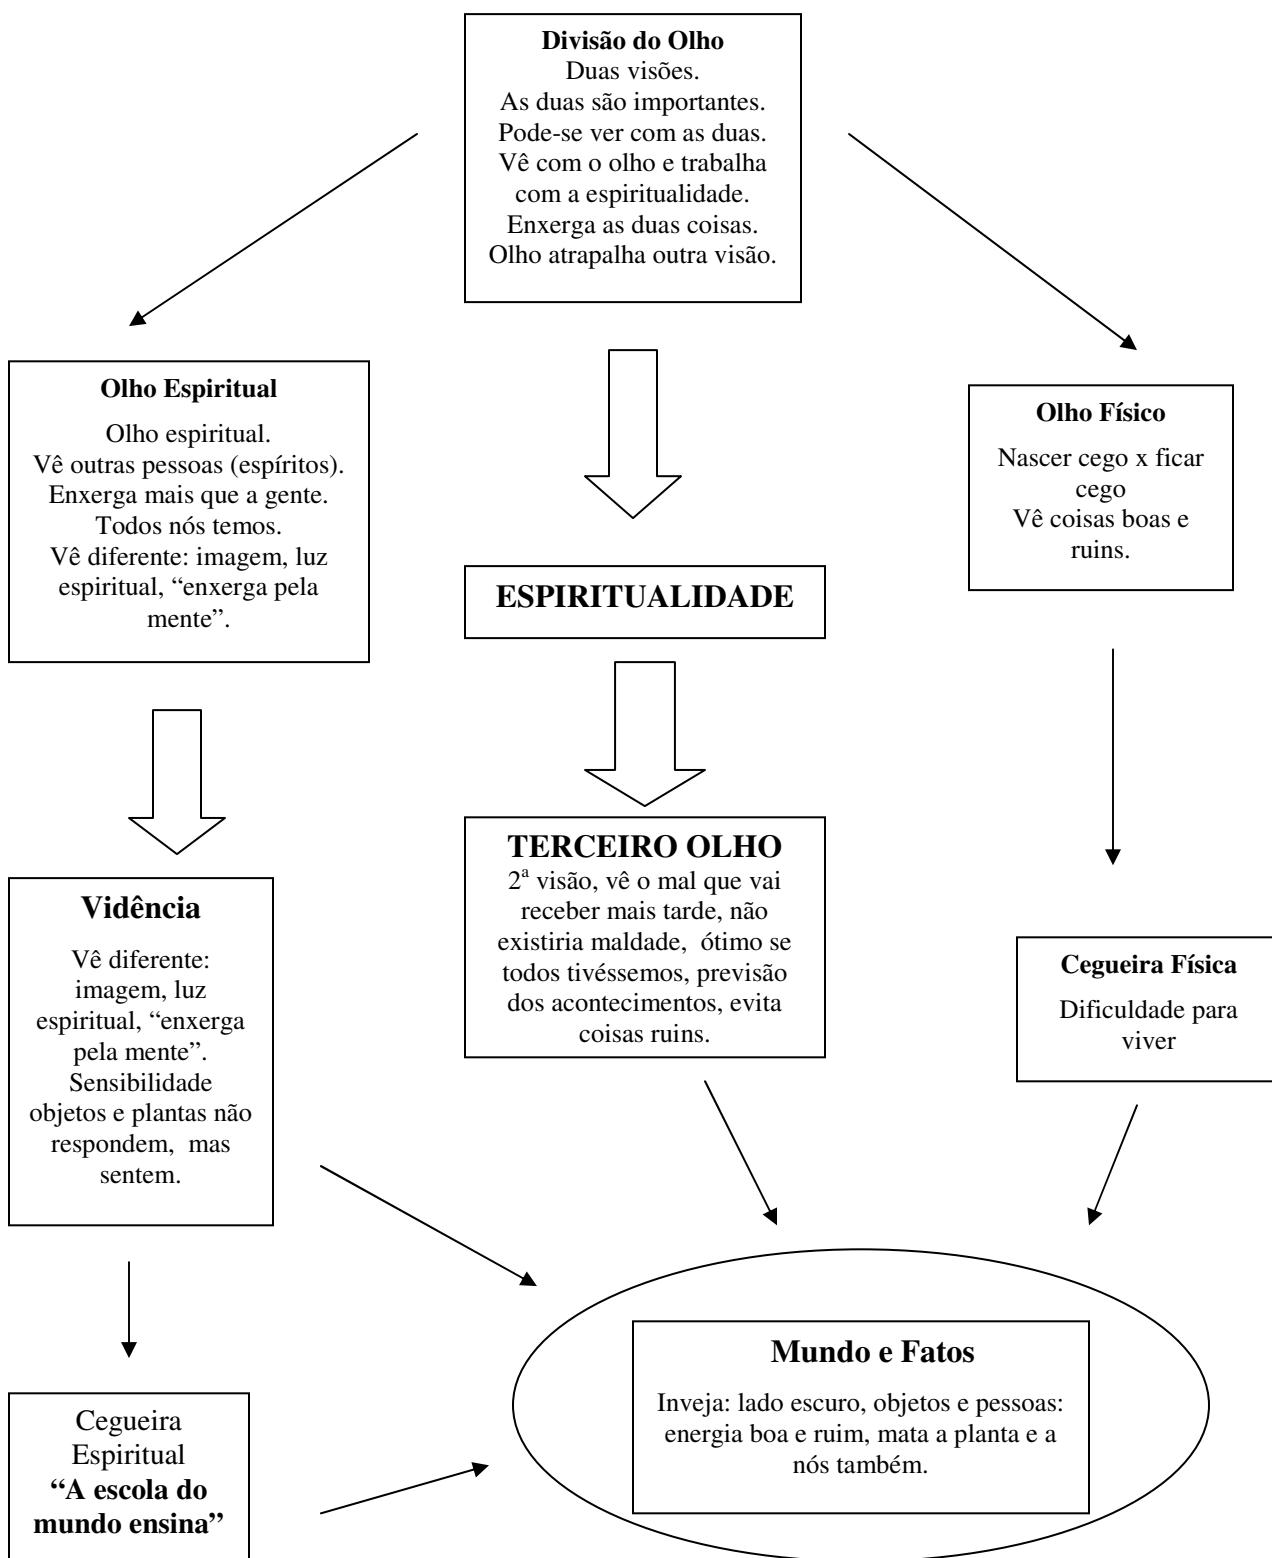 Divisão do Olho
Duas visões.
As duas são importantes.
Pode-se ver com as duas.
Vê com o olho e trabalha
com a espiritualidade.
Enxerga as duas coisas.
Olho atrapalha outra visão.
Olho Espiritual
Olho espiritual.
Vê outras pessoas (espíritos).
Enxerga mais que a gente.
Todos nós temos.
Vê diferente: imagem, luz
espiritual, “enxerga pela
mente”.
Olho Físico
Nascer cego x ficar
cego
Vê coisas boas e
ruins.
ESPIRITUALIDADE
TERCEIRO OLHO
2ª visão, vê o mal que vai
receber mais tarde, não
existiria maldade,  ótimo se
todos tivéssemos, previsão
dos acontecimentos, evita
coisas ruins.
Vidência
Vê diferente:
imagem, luz
espiritual, “enxerga
pela mente”.
Sensibilidade
objetos e plantas não
respondem,  mas
sentem.
Cegueira Física
Dificuldade para
viver
Mundo e Fatos
Inveja: lado escuro, objetos e pessoas:
energia boa e ruim, mata a planta e a
nós também.
Cegueira
Espiritual
“A escola do
mundo ensina”